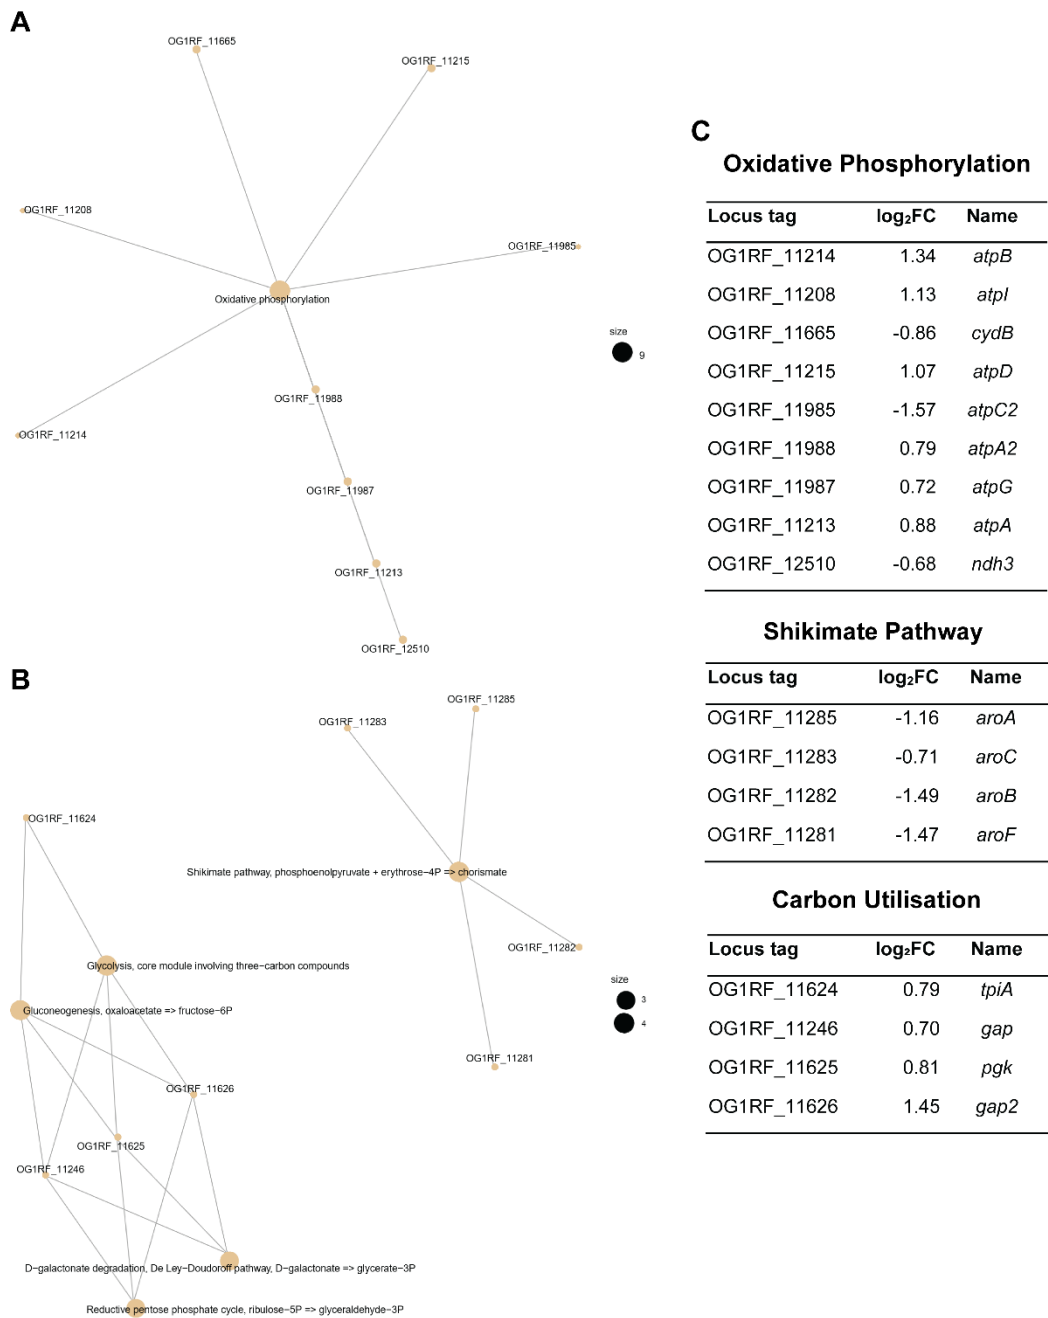 A
OG1RF_11665
OG1RF_11215
OG1RF_11208
OG1RF_11985
Oxidative phosphorylation
size
9
OG1RF_11988
OG1RF_11214
OG1RF_11987
OG1RF_11213
OG1RF_12510
B
OG1RF_11285
OG1RF_11283
OG1RF_11624
Shikimate pathway, phosphoenolpyruvate + erythrose−4P => chorismate
OG1RF_11282
Glycolysis, core module involving three−carbon compounds
size
3
4
Gluconeogenesis, oxaloacetate => fructose−6P
OG1RF_11281
OG1RF_11626
OG1RF_11625
OG1RF_11246
D−galactonate degradation, De Ley−Doudoroff pathway, D−galactonate => glycerate−3P
Reductive pentose phosphate cycle, ribulose−5P => glyceraldehyde−3P
C
Oxidative Phosphorylation
Locus tag log₂FC Name
OG1RF_11214 1.34 atpB
OG1RF_11208 1.13 atpI
OG1RF_11665 -0.86 cydB
OG1RF_11215 1.07 atpD
OG1RF_11985 -1.57 atpC2
OG1RF_11988 0.79 atpA2
OG1RF_11987 0.72 atpG
OG1RF_11213 0.88 atpA
OG1RF_12510 -0.68 ndh3
Shikimate Pathway
Locus tag log₂FC Name
OG1RF_11285 -1.16 aroA
OG1RF_11283 -0.71 aroC
OG1RF_11282 -1.49 aroB
OG1RF_11281 -1.47 aroF
Carbon Utilisation
Locus tag log₂FC Name
OG1RF_11624 0.79 tpiA
OG1RF_11246 0.70 gap
OG1RF_11625 0.81 pgk
OG1RF_11626 1.45 gap2